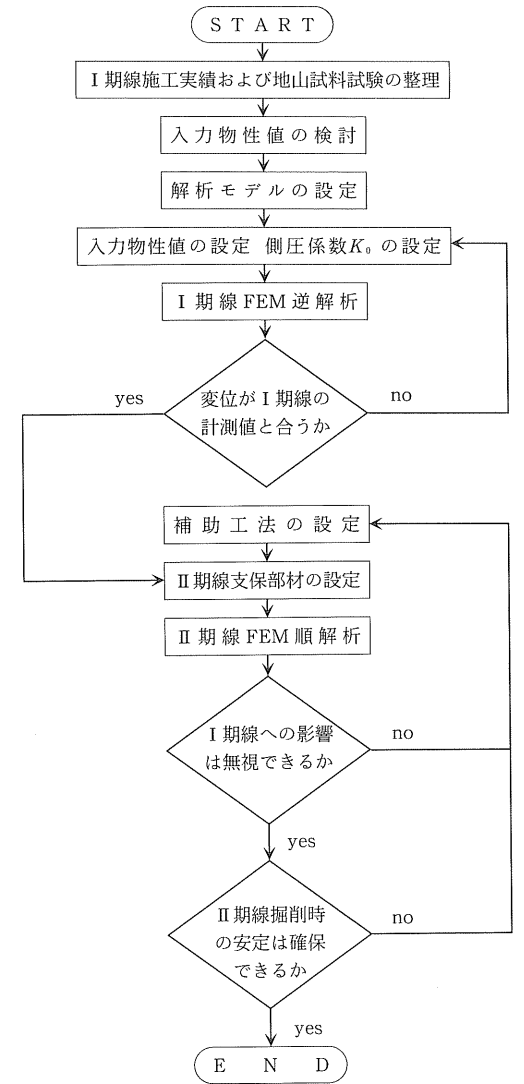 START
Ⅰ期線施工実績および地山試料試験の整理
入力物性値の検討
解析モデルの設定
入力物性値の設定 側圧係数K₀の設定
Ⅰ期線FEM逆解析
変位がⅠ期線の
計測値と合うか
yes
no
補助工法の設定
Ⅱ期線支保部材の設定
Ⅱ期線FEM順解析
Ⅰ期線への影響
は無視できるか
no
yes
Ⅱ期線掘削時
の安定は確保
できるか
no
yes
END